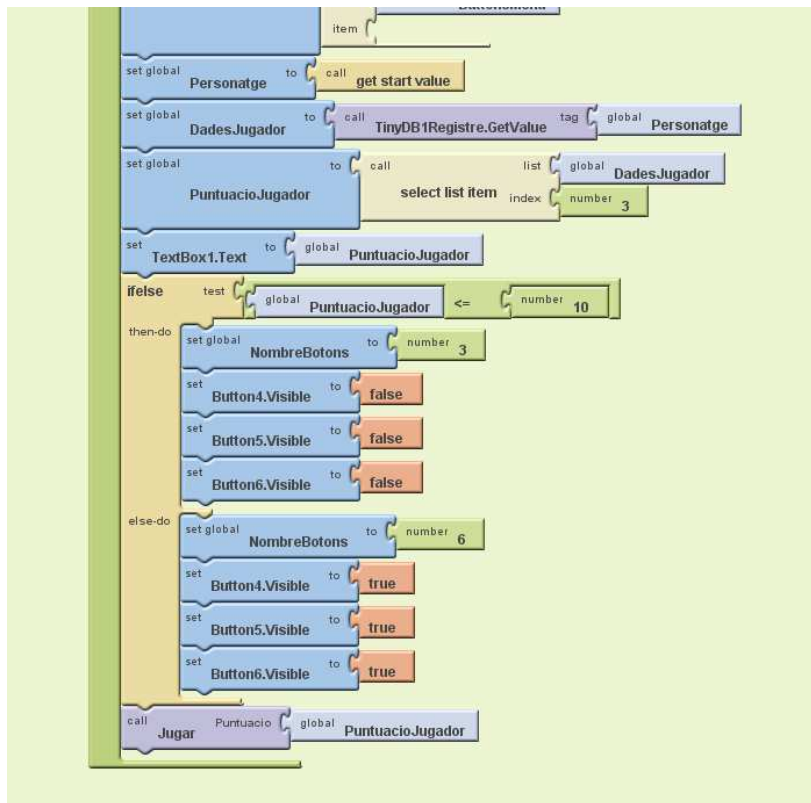 item
set global Personatge to call get start value
set global DadesJugador to call TinyDB1Registre.GetValue tag global Personatge
set global PuntuacioJugador to call select list item list global DadesJugador
index number 3
set TextBox1.Text to global PuntuacioJugador
ifelse test global PuntuacioJugador <= number 10
then-do set global NombreBotons to number 3
set Button4.Visible to false
set Button5.Visible to false
set Button6.Visible to false
else-do set global NombreBotons to number 6
set Button4.Visible to true
set Button5.Visible to true
set Button6.Visible to true
call Jugar Puntuacio global PuntuacioJugador